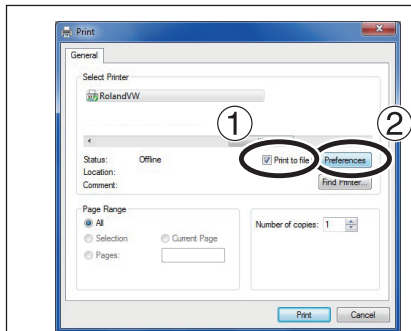 Print
General
Select Printer
RolandVW
1
2
Status: Offline
Print to file
Preferences
Location:
Comment:
Find Printer...
Page Range
All
Selection
Current Page
Pages:
Number of copies: 1
Print
Cancel